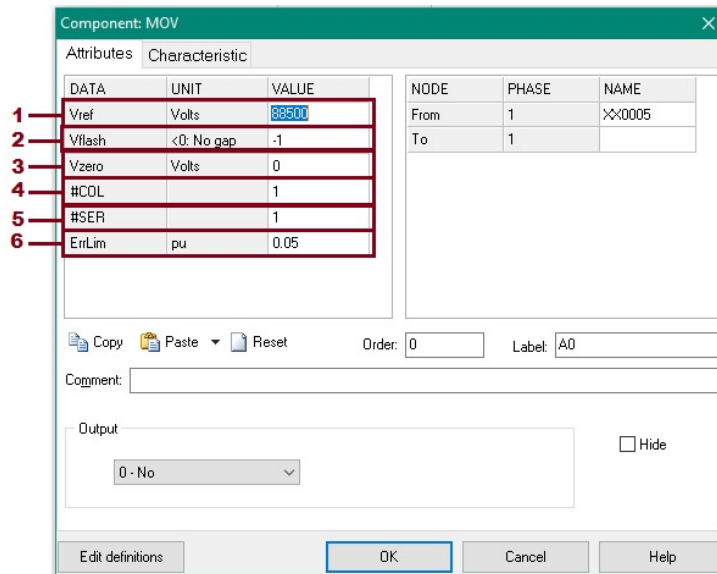 Component: MOV
Attributes Characteristic
DATA UNIT VALUE NODE PHASE NAME
1 Vref Volts 88500 From 1 XX0005
2 Vflash <0: No gap -1 To 1
3 Vzero Volts 0
4 #COL 1
5 #SER 1
6 ErrLim pu 0.05
Copy Paste Reset Order: 0 Label: A0
Comment:
Output
Hide
0 - No
Edit definitions OK Cancel Help